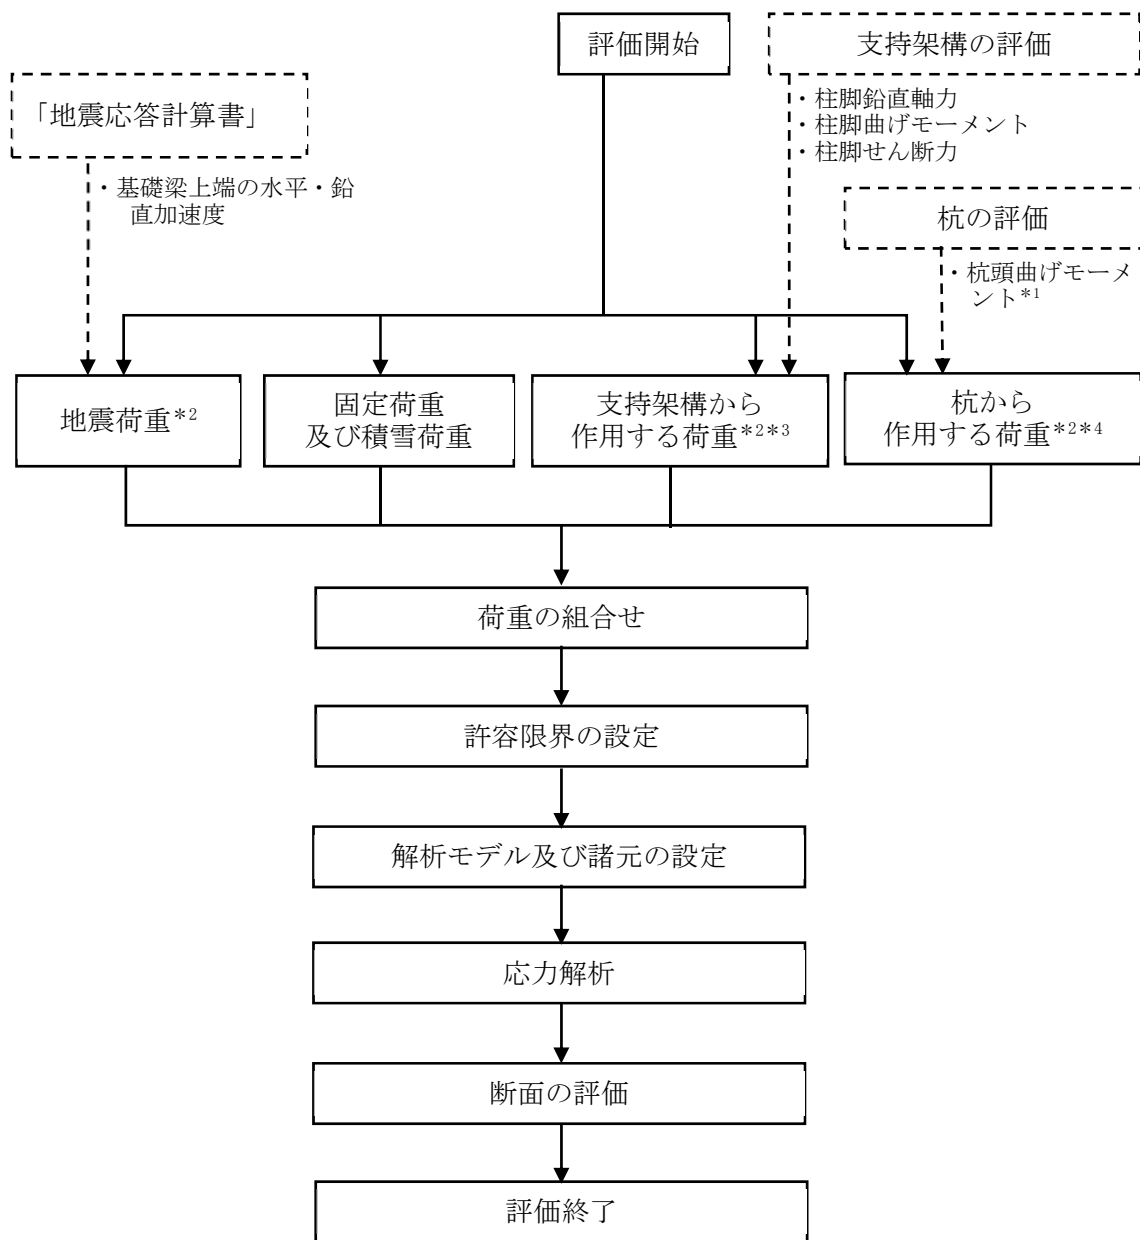 評価開始
支持架構の評価
「地震応答計算書」
・柱脚鉛直軸力
・柱脚曲げモーメント
・柱脚せん断力
・基礎梁上端の水平・鉛
直加速度
杭の評価
・杭頭曲げモーメ
ント*1
地震荷重*2
固定荷重
及び積雪荷重
支持架構から
作用する荷重*2*3
杭から
作用する荷重*2*4
荷重の組合せ
許容限界の設定
解析モデル及び諸元の設定
応力解析
断面の評価
評価終了